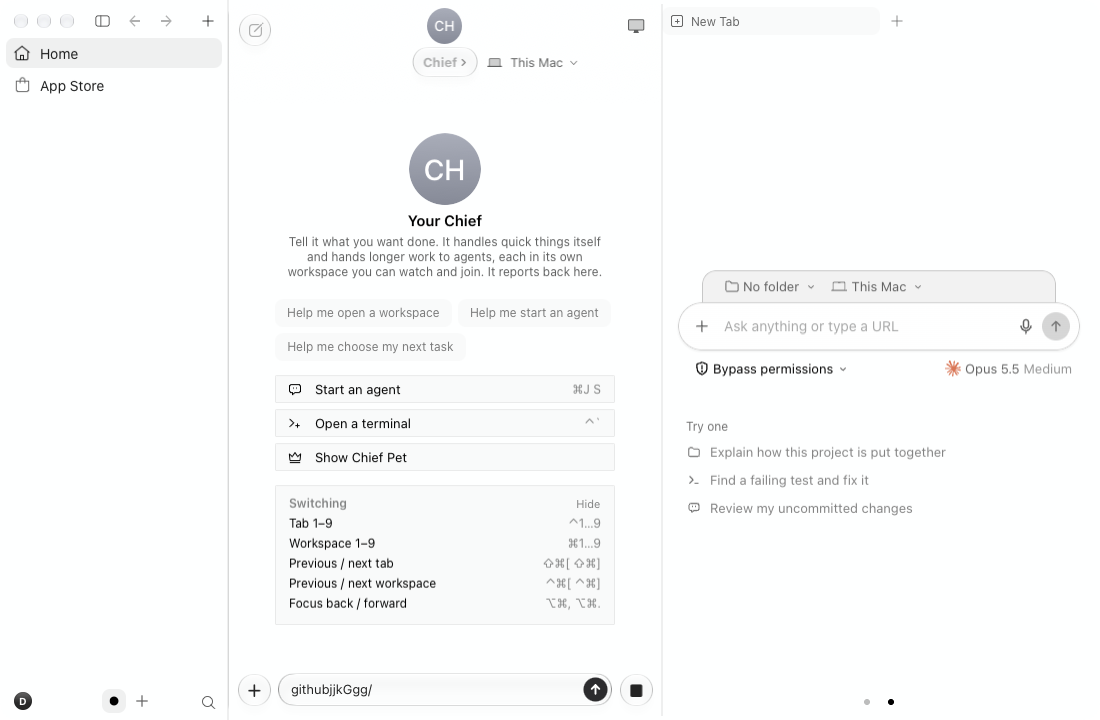 Home
App Store
D
CH
Chief
This Mac
CH
Your Chief
Tell it what you want done. It handles quick things itself
and hands longer work to agents, each in its own
workspace you can watch and join. It reports back here.
Help me open a workspace
Help me start an agent
Help me choose my next task
Start an agent ⌘J S
Open a terminal ^`
Show Chief Pet
Switching Hide
Tab 1–9 ^1...9
Workspace 1–9 ⌘1...9
Previous / next tab ⇧⌘[ ⇧⌘]
Previous / next workspace ^⌘[ ^⌘]
Focus back / forward ⌥⌘, ⌥⌘.
githubjjkGgg/
New Tab
No folder
This Mac
Ask anything or type a URL
Bypass permissions
Opus 5.5 Medium
Try one
Explain how this project is put together
Find a failing test and fix it
Review my uncommitted changes